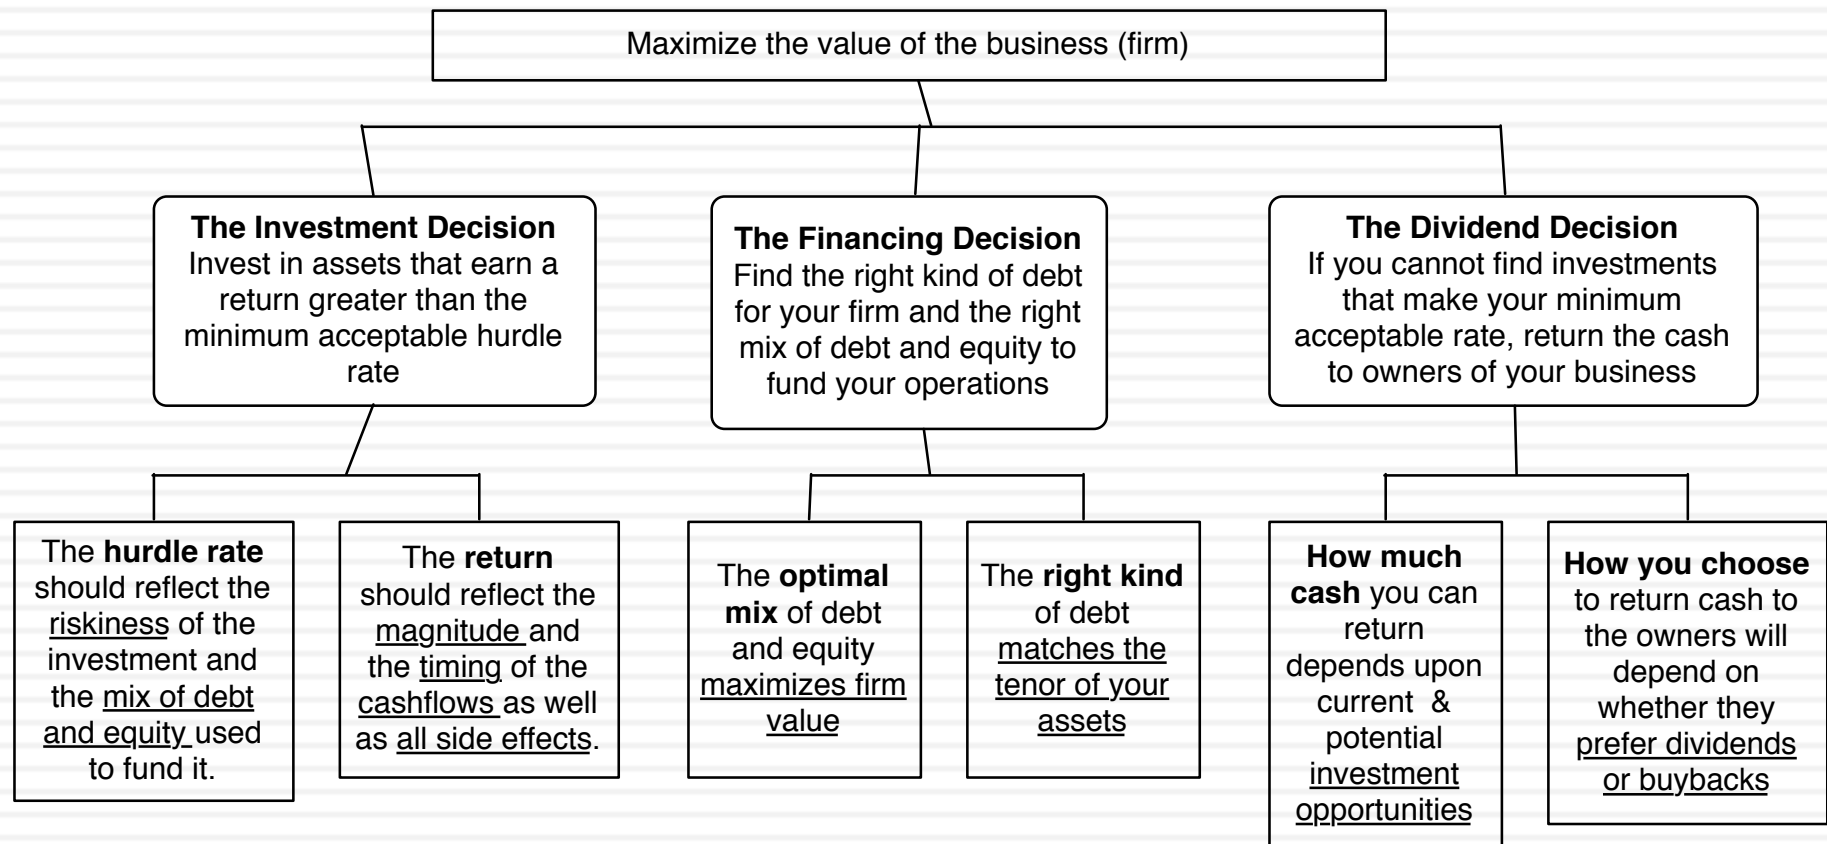 Maximize the value of the business (firm)
The Investment Decision
Invest in assets that earn a
return greater than the
minimum acceptable hurdle
rate
The Financing Decision
Find the right kind of debt
for your firm and the right
mix of debt and equity to
fund your operations
The Dividend Decision
If you cannot find investments
that make your minimum
acceptable rate, return the cash
to owners of your business
The hurdle rate
should reflect the
riskiness of the
investment and
the mix of debt
and equity used
to fund it.
The return
should reflect the
magnitude and
the timing of the
cashflows as well
as all side effects.
The optimal
mix of debt
and equity
maximizes firm
value
The right kind
of debt
matches the
tenor of your
assets
How much
cash you can
return
depends upon
current &
potential
investment
opportunities
How you choose
to return cash to
the owners will
depend on
whether they
prefer dividends
or buybacks